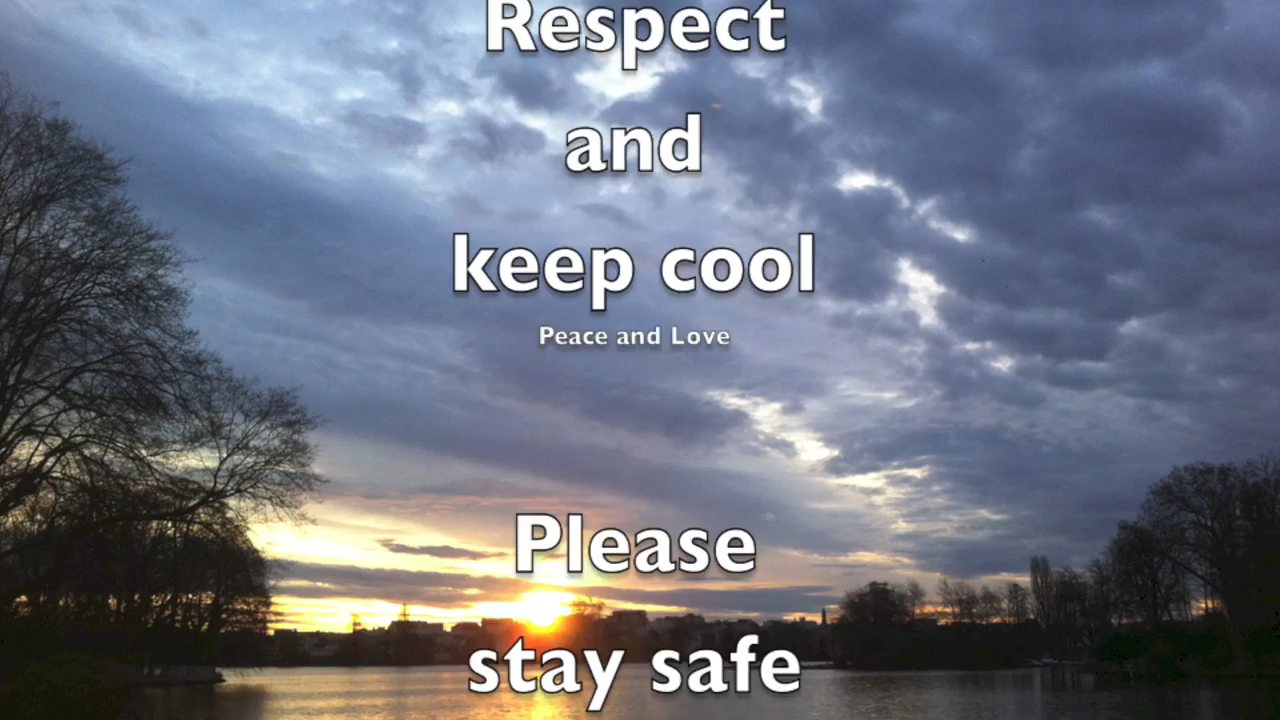 Respect
and
keep cool
Peace and Love
Please
stay safe